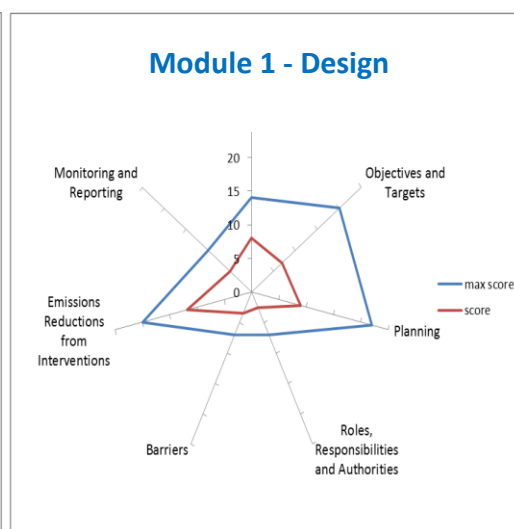 Module 1 - Design
20
15
10
5
0
Objectives and
Targets
Planning
Roles,
Responsibilities
and Authorities
Barriers
Emissions
Reductions
from
Interventions
Monitoring and
Reporting
max score
score